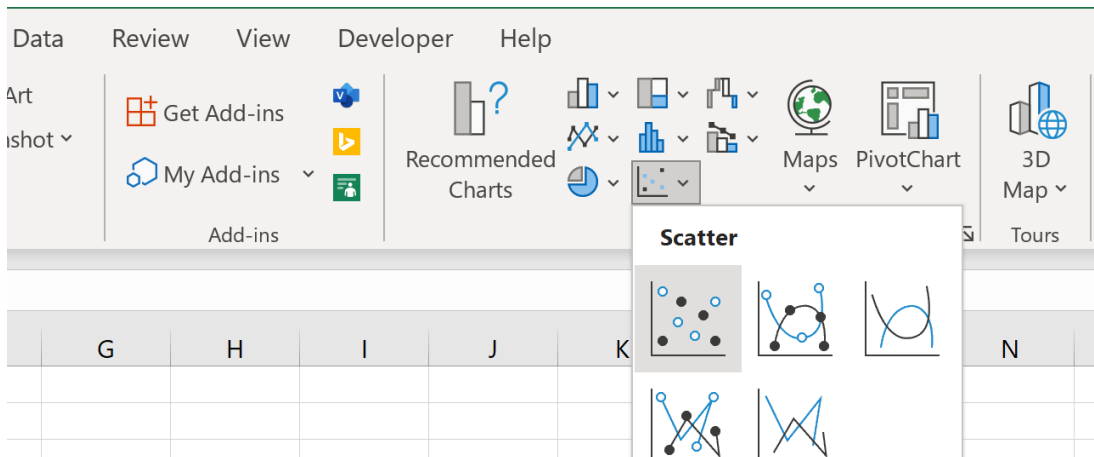 Data Review View Developer Help
Art
Get Add-ins
nshot
My Add-ins
Add-ins
Recommended
Charts
Maps
PivotChart
3D
Map
Tours
Scatter
G H I J K N